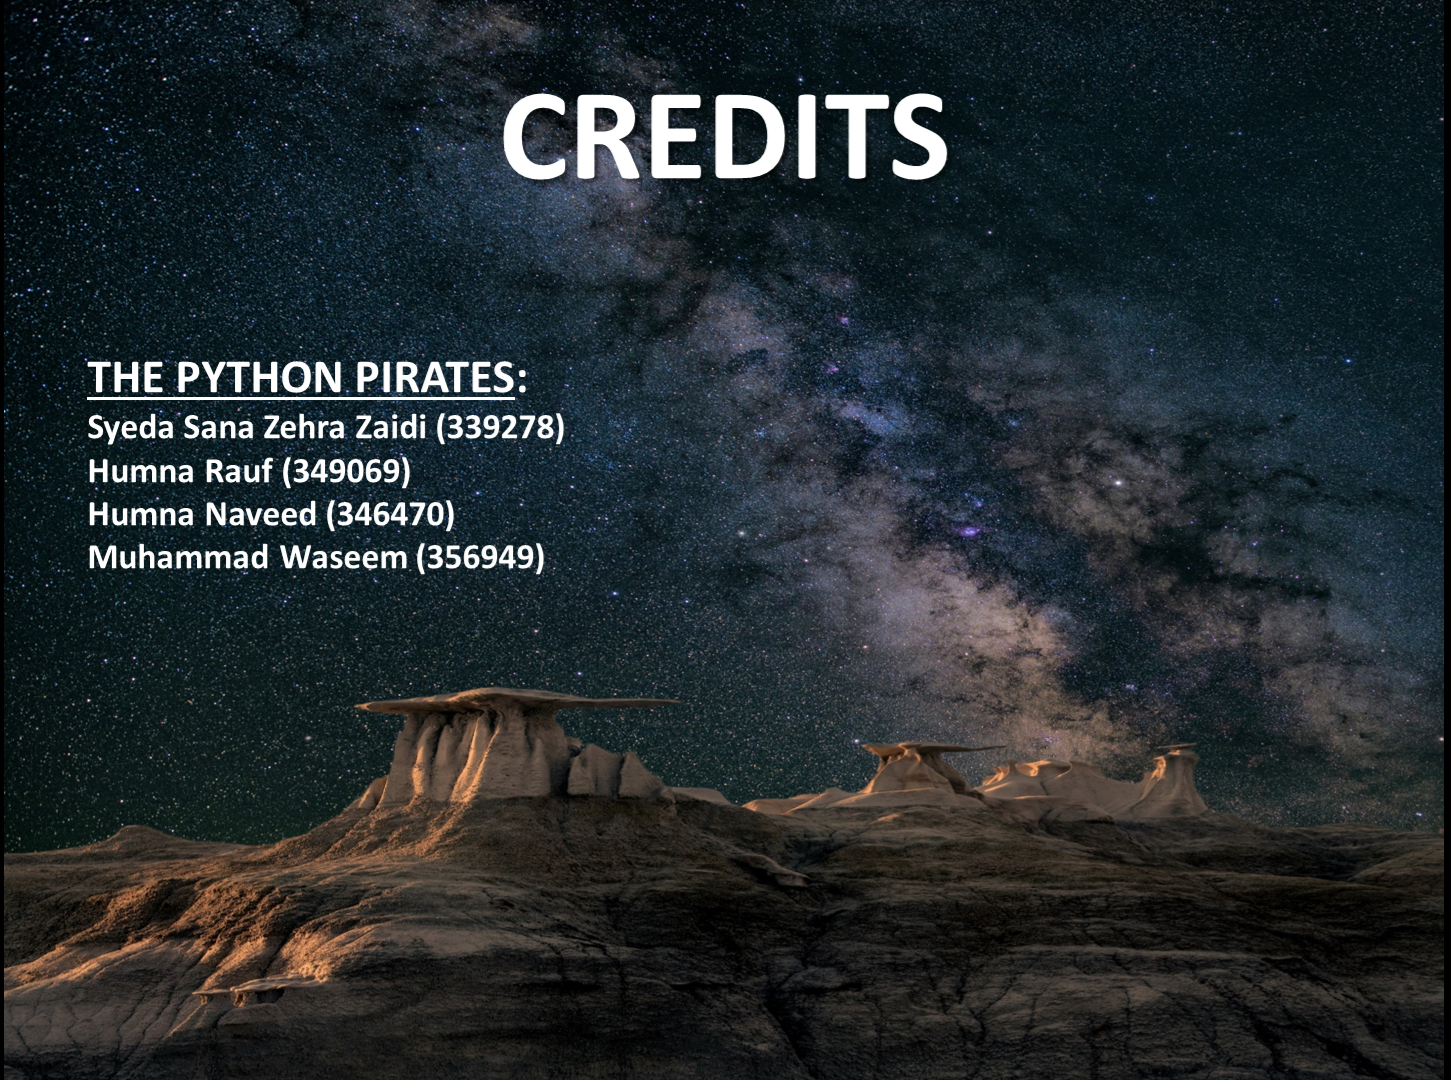 CREDITS
THE PYTHON PIRATES:
Syeda Sana Zehra Zaidi (339278)
Humna Rauf (349069)
Humna Naveed (346470)
Muhammad Waseem (356949)